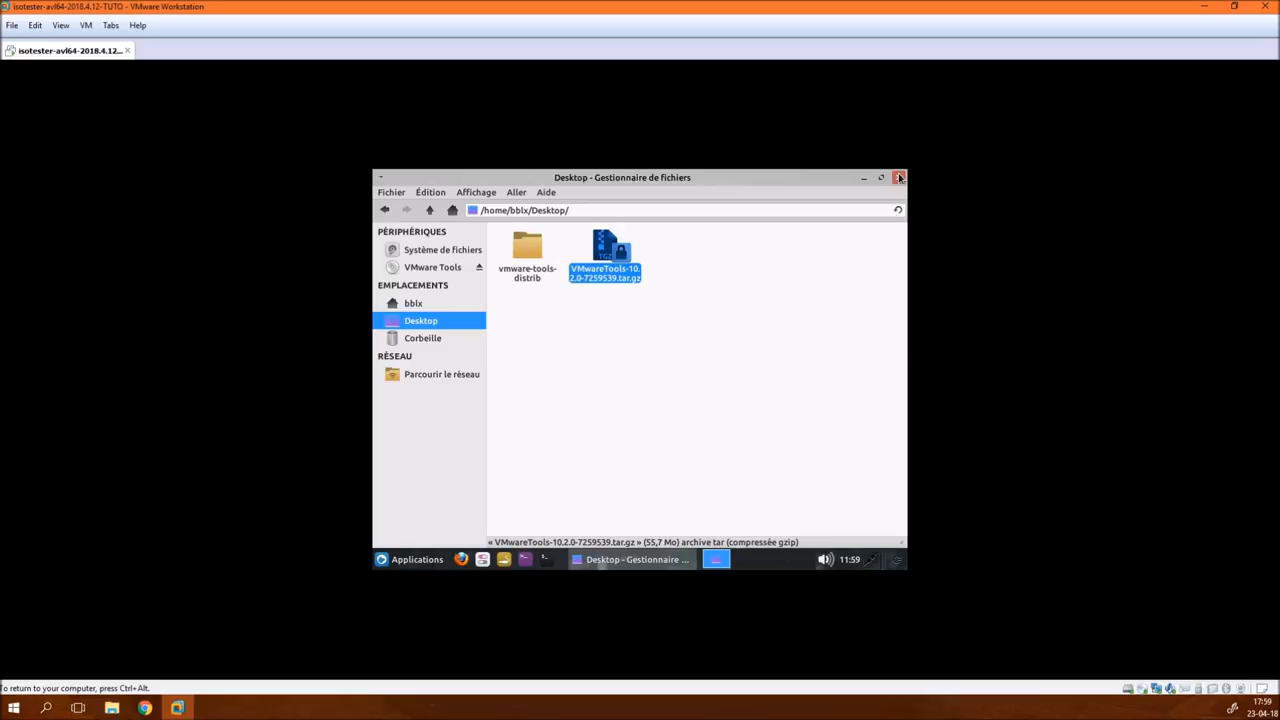 isotester-avl64-2018.4.12-TUTO - VMware Workstation
File Edit View VM Tabs Help
isotester-avl64-2018.4.12...
Desktop - Gestionnaire de fichiers
Fichier Édition Affichage Aller Aide
/home/bblx/Desktop/
PÉRIPHÉRIQUES
Système de fichiers
VMware Tools
EMPLACEMENTS
bblx
Desktop
Corbeille
RÉSEAU
Parcourir le réseau
vmware-tools-
distrib
TGZ
VMwareTools-10.
2.0-7259539.tar.gz
« VMwareTools-10.2.0-7259539.tar.gz » (55,7 Mo) archive tar (compressée gzip)
Applications
Desktop - Gestionnaire ...
11:59
To return to your computer, press Ctrl+Alt.
17:59
23-04-18